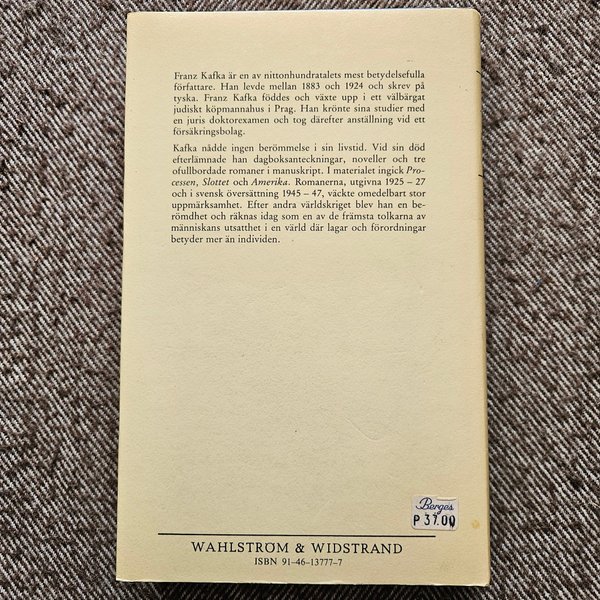 Franz Kafka är en av nittonhundratalets mest betydelsefulla
författare. Han levde mellan 1883 och 1924 och skrev på
tyska. Franz Kafka föddes och växte upp i ett välbärgat
judiskt köpmannahus i Prag. Han krönte sina studier med
en juris doktorexamen och tog därefter anställning vid ett
försäkringsbolag.
Kafka nådde ingen berömmelse i sin livstid. Vid sin död
efterlämnade han dagboksanteckningar, noveller och tre
ofullbordade romaner i manuskript. I materialet ingick Pro-
cessen, Slottet och Amerika. Romanerna, utgivna 1925 – 27
och i svensk översättning 1945 – 47, väckte omedelbart stor
uppmärksamhet. Efter andra världskriget blev han en be-
römdhet och räknas idag som en av de främsta tolkarna av
människans utsatthet i en värld där lagar och förordningar
betyder mer än individen.
Berges
P 37.00
WAHLSTRÖM & WIDSTRAND
ISBN 91–46–13777–7